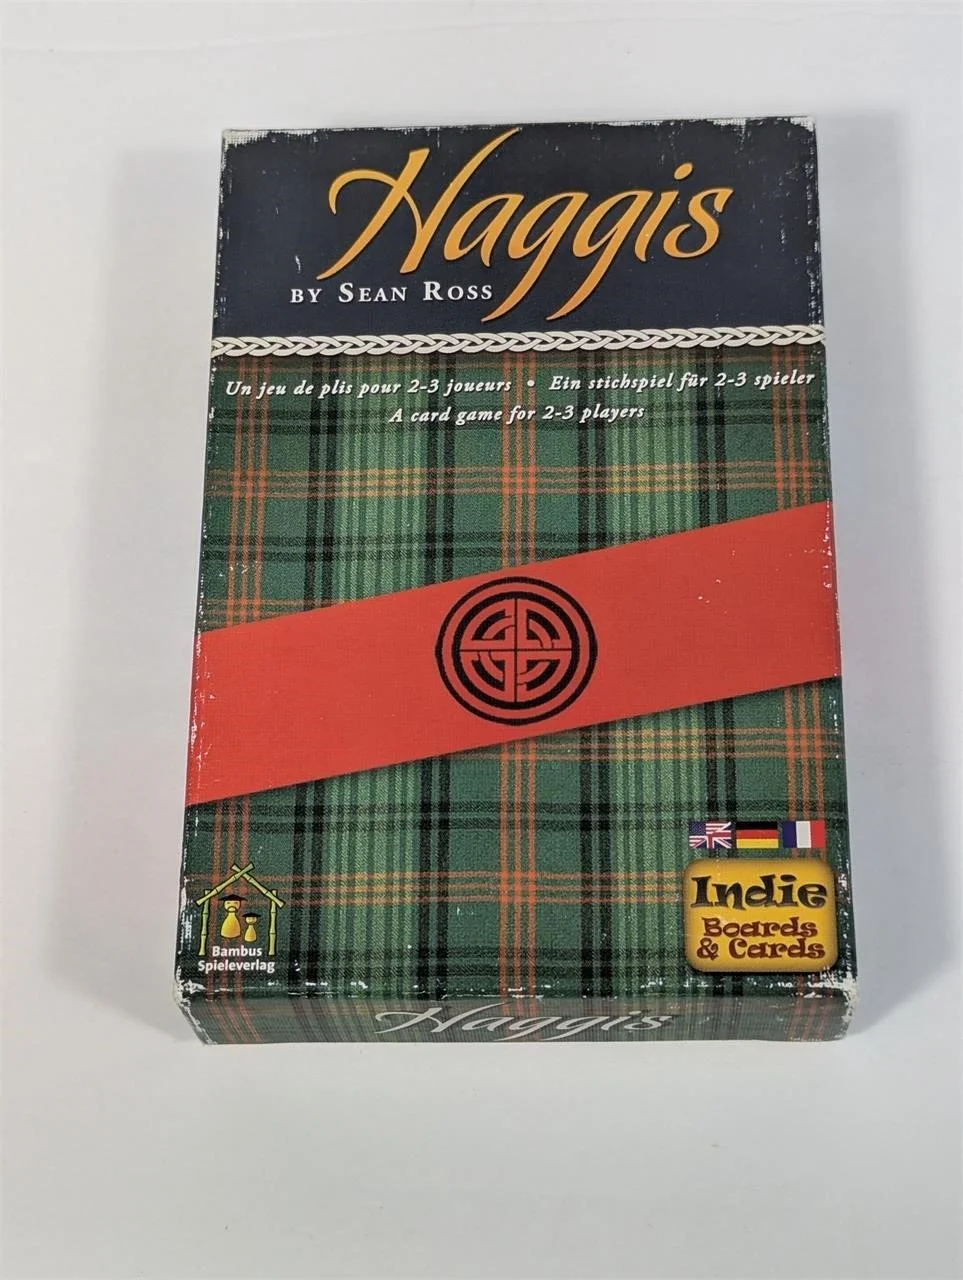 Haggis
BY SEAN ROSS
Un jeu de plis pour 2-3 joueurs • Ein stichspiel für 2-3 spieler
A card game for 2-3 players
Bambus
Spieleverlag
Indie
Boards
& Cards
Haggis